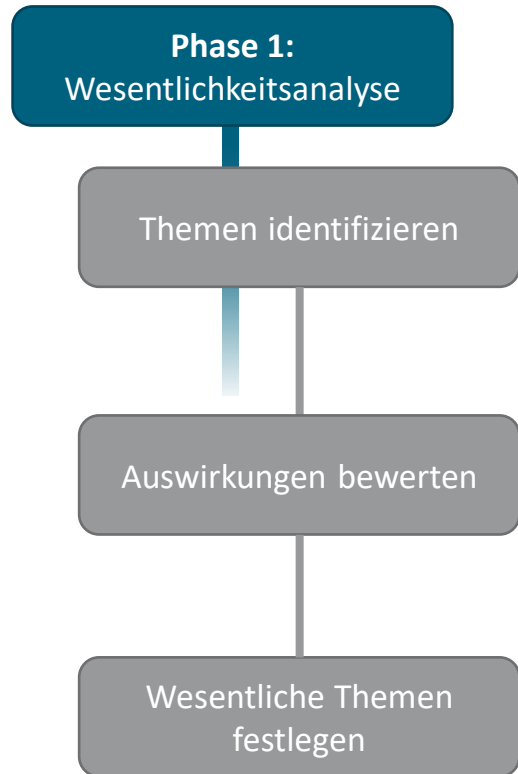 Phase 1:
Wesentlichkeitsanalyse
Themen identifizieren
Auswirkungen bewerten
Wesentliche Themen
festlegen